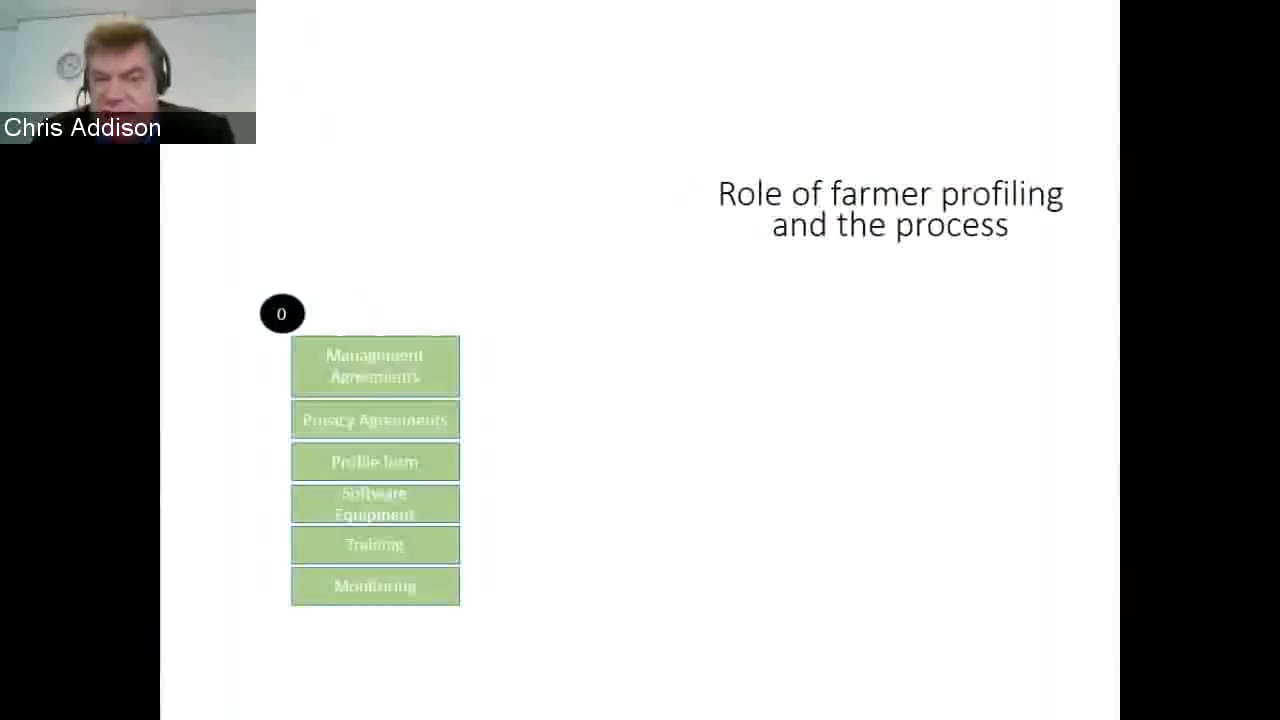 Chris Addison
Role of farmer profiling
and the process
0
Management
Agreements
Privacy Agreements
Profile form
Software
Equipment
Training
Monitoring